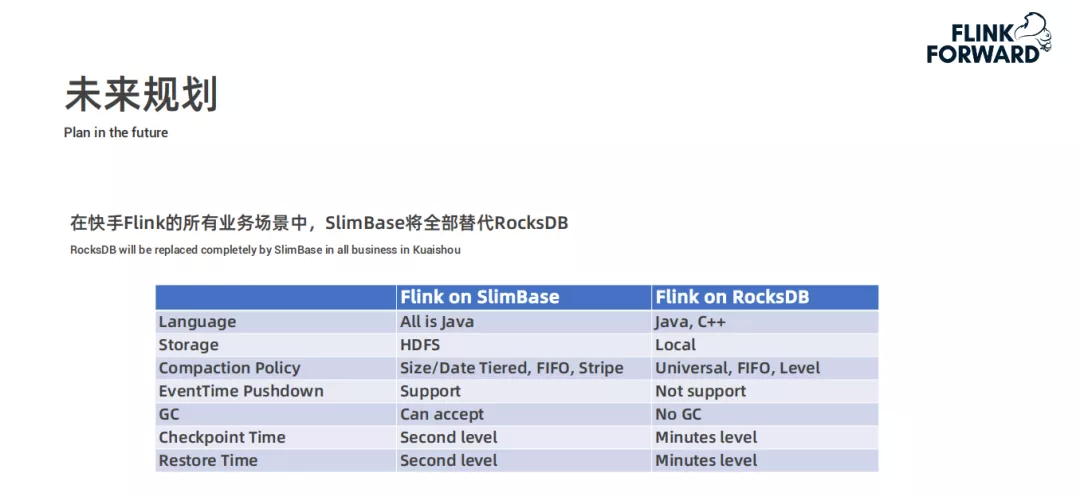 FLINK
FORWARD
未来规划
Plan in the future
在快手Flink的所有业务场景中，SlimBase将全部替代RocksDB
RocksDB will be replaced completely by SlimBase in all business in Kuaishou
Flink on SlimBase Flink on RocksDB
Language All is Java Java, C++
Storage HDFS Local
Compaction Policy Size/Date Tiered, FIFO, Stripe Universal, FIFO, Level
EventTime Pushdown Support Not support
GC Can accept No GC
Checkpoint Time Second level Minutes level
Restore Time Second level Minutes level